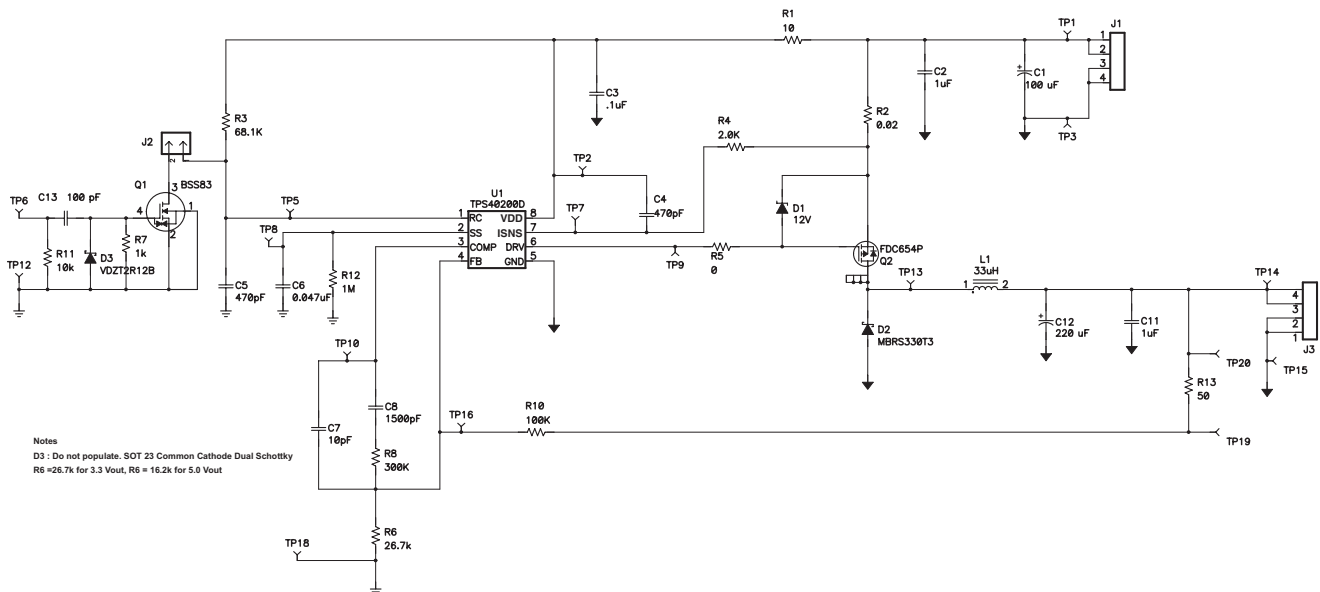 R1
10
TP1
J1
1
2
3
4
C2
1uF
C1
100 uF
C3
.1uF
R3
68.1K
R2
0.02
TP3
R4
2.0K
J2
2
TP2
C13
100 pF
Q1
BSS83
3
1
4
2
TP6
R11
10k
D3
VDZT2R12B
R7
1k
TP12
TP5
TP8
U1
TPS40200D
1
RC
VDD
8
2
SS
ISNS
7
3
COMP
DRV
6
4
FB
GND
5
C4
470pF
TP7
D1
12V
TP9
R5
0
FDC654P
Q2
C5
470pF
C6
0.047uF
R12
1M
TP13
L1
33uH
1
2
TP14
4
3
2
1
J3
C12
220 uF
C11
1uF
D2
MBRS330T3
TP20
TP15
R13
50
TP10
C8
1500pF
C7
10pF
TP16
R10
100K
TP19
R8
300K
Notes
D3 : Do not populate. SOT 23 Common Cathode Dual Schottky
R6 =26.7k for 3.3 Vout, R6 = 16.2k for 5.0 Vout
R6
26.7k
TP18